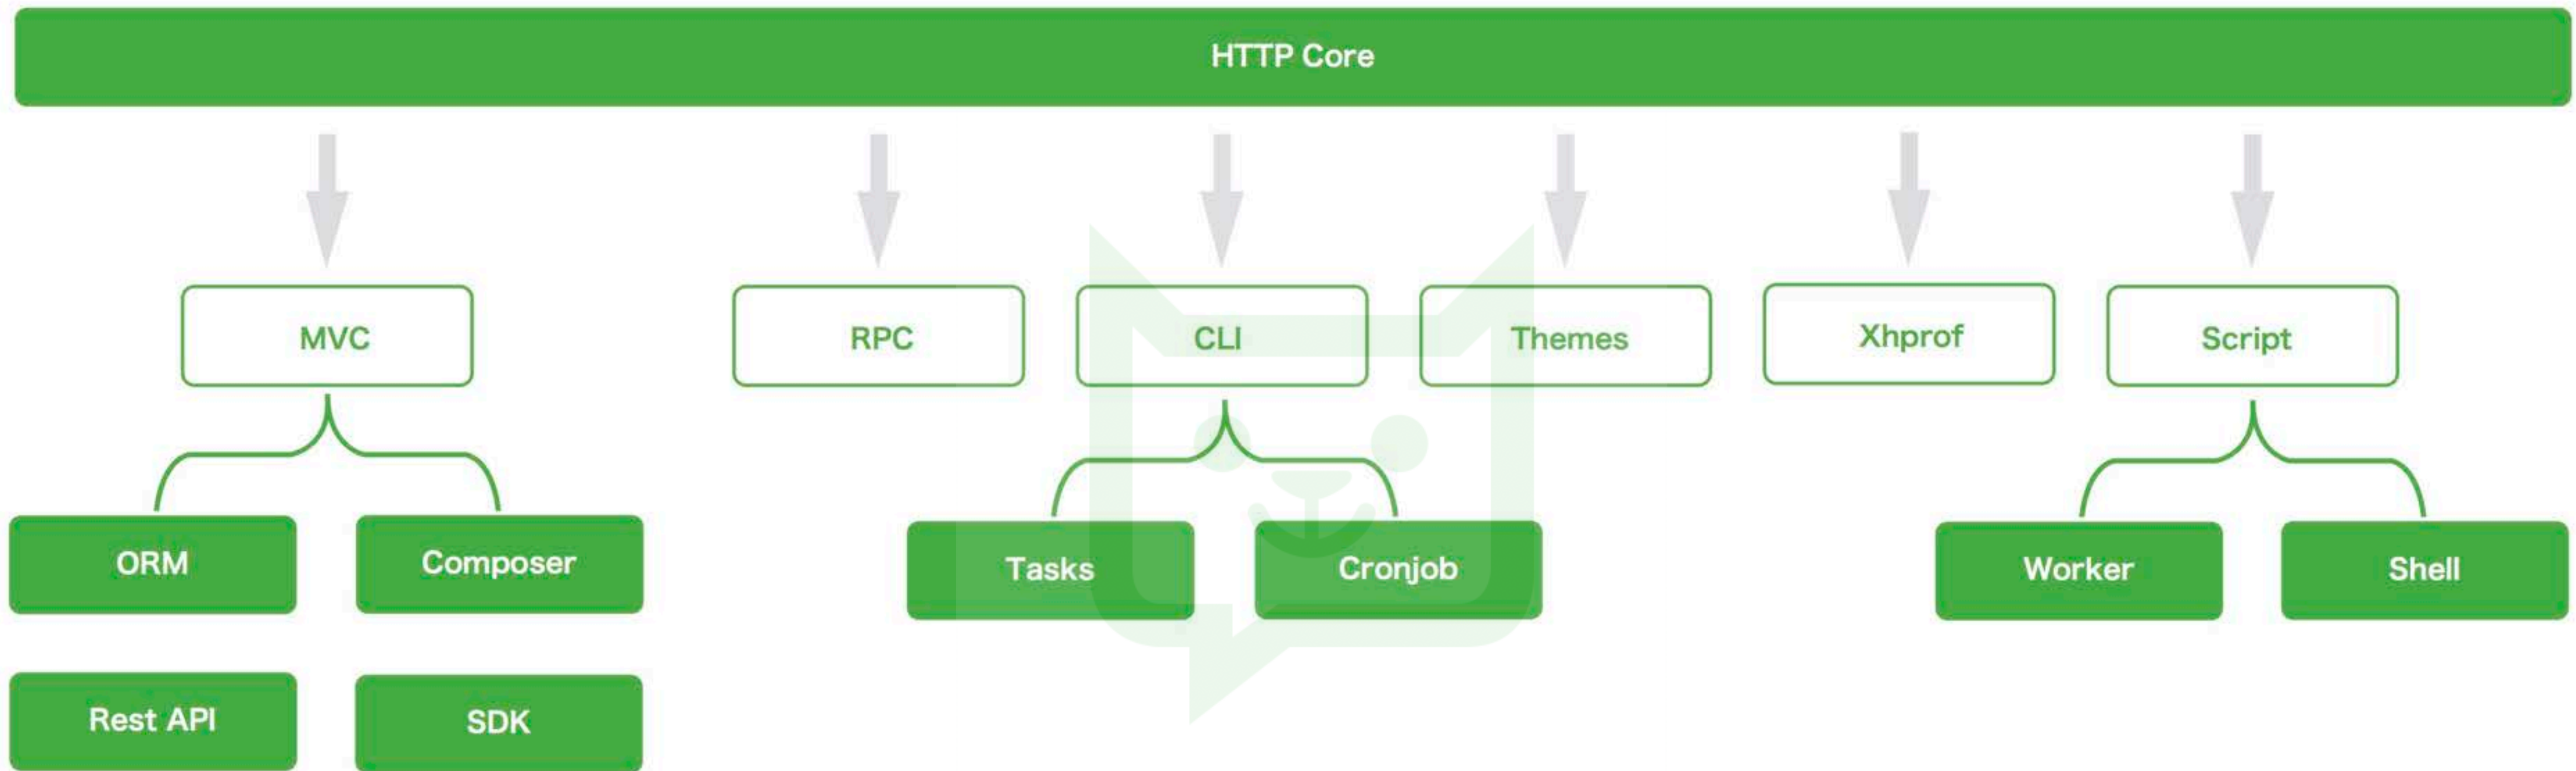 HTTP Core
MVC
RPC
CLI
Themes
Xhprof
Script
ORM
Composer
Tasks
Cronjob
Worker
Shell
Rest API
SDK